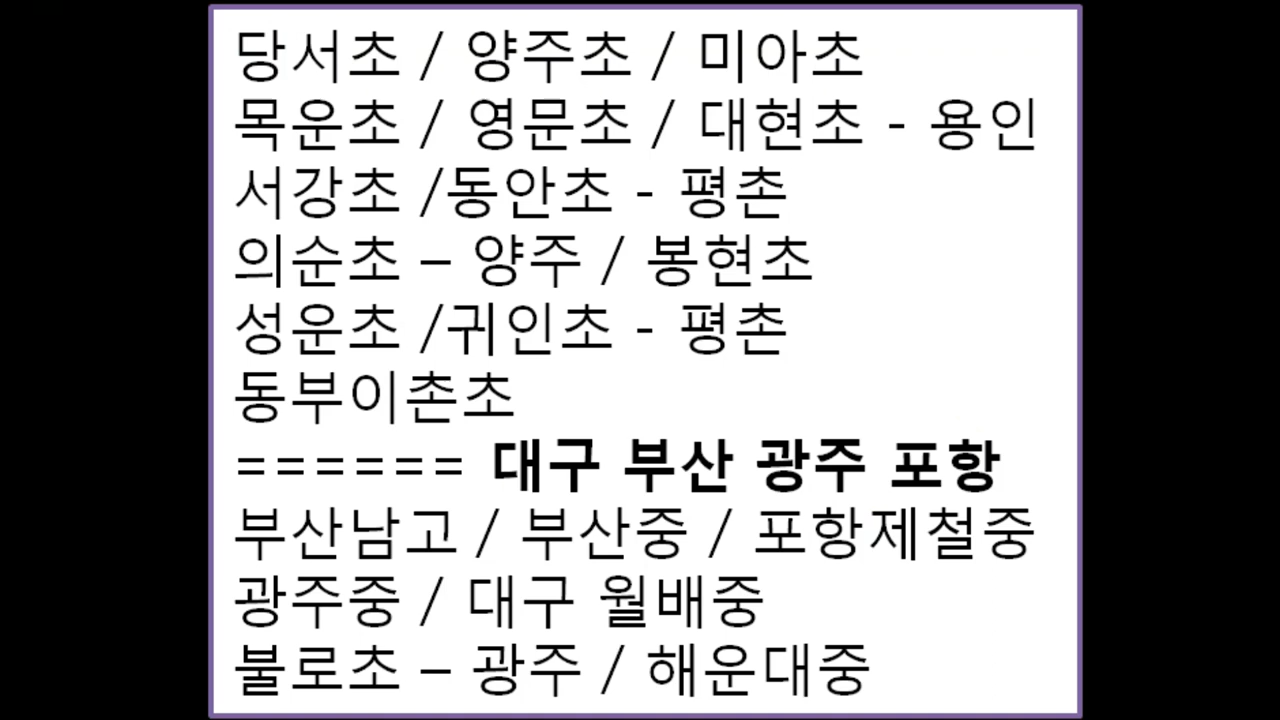 당서초 / 양주초 / 미아초
목운초 / 영문초 / 대현초 - 용인
서강초 /동안초 - 평촌
의순초 – 양주 / 봉현초
성운초 /귀인초 - 평촌
동부이촌초
====== 대구 부산 광주 포항
부산남고 / 부산중 / 포항제철중
광주중 / 대구 월배중
불로초 – 광주 / 해운대중